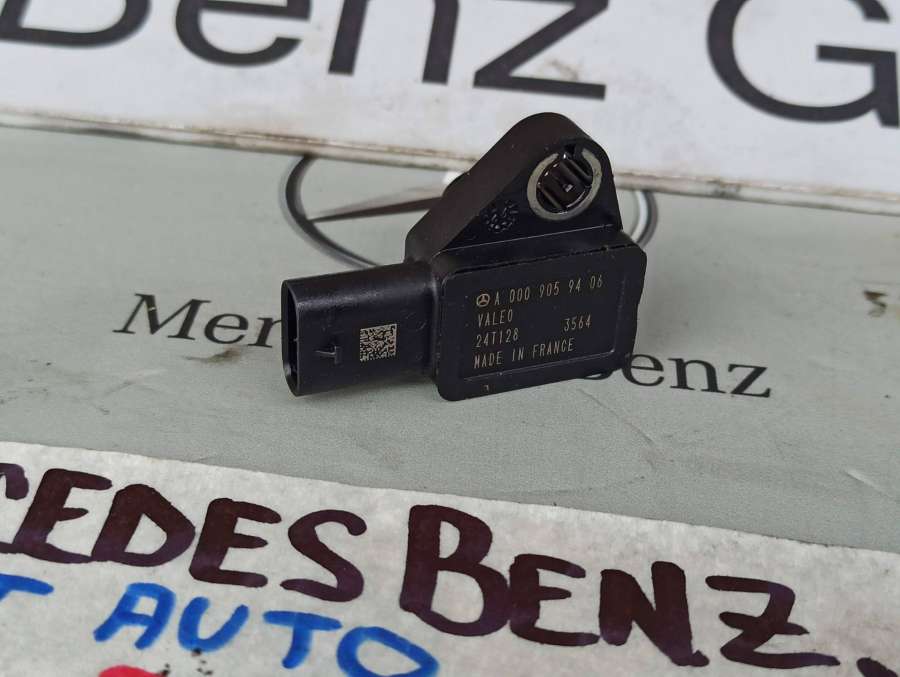 Benz G
Mer enz
A 000 905 94 06
VALEO
24T128 3564
MADE IN FRANCE
CEDES BENZ
T AUTO